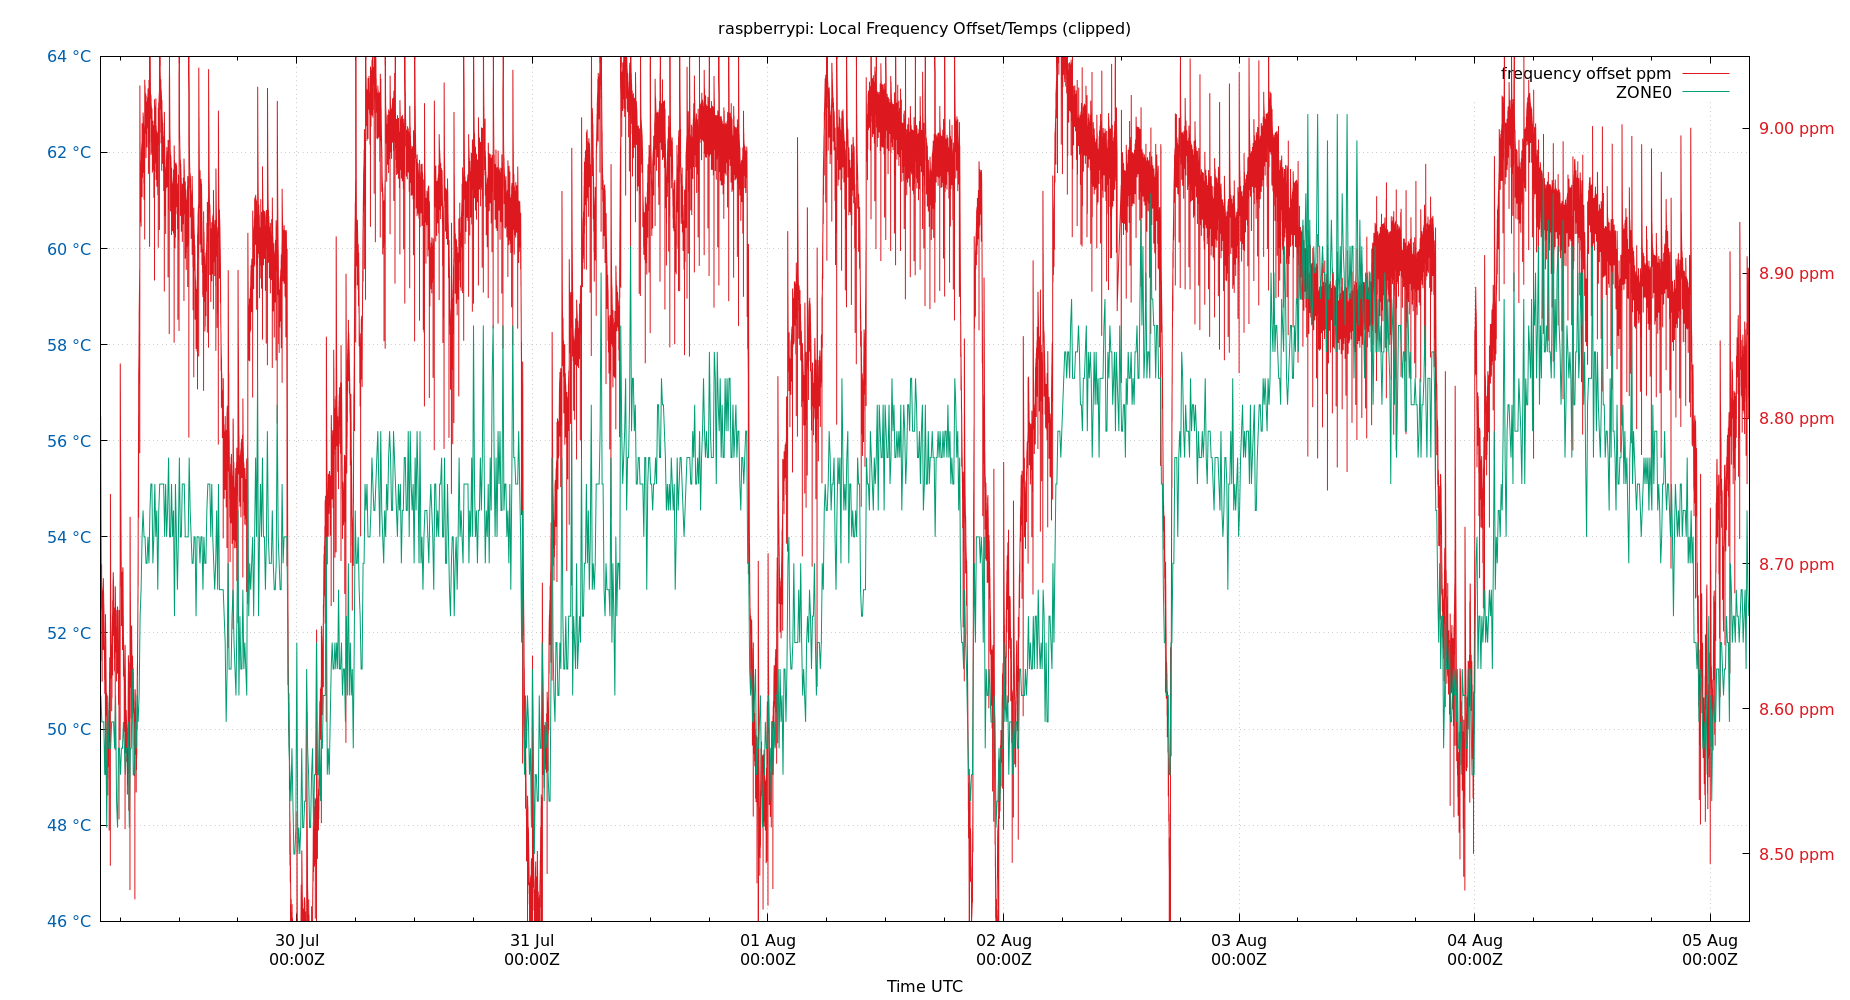 raspberrypi: Local Frequency Offset/Temps (clipped)
64 °C
62 °C
60 °C
58 °C
56 °C
54 °C
52 °C
50 °C
48 °C
46 °C
frequency offset ppm
ZONE0
9.00 ppm
8.90 ppm
8.80 ppm
8.70 ppm
8.60 ppm
8.50 ppm
30 Jul
00:00Z
31 Jul
00:00Z
01 Aug
00:00Z
02 Aug
00:00Z
03 Aug
00:00Z
04 Aug
00:00Z
05 Aug
00:00Z
Time UTC